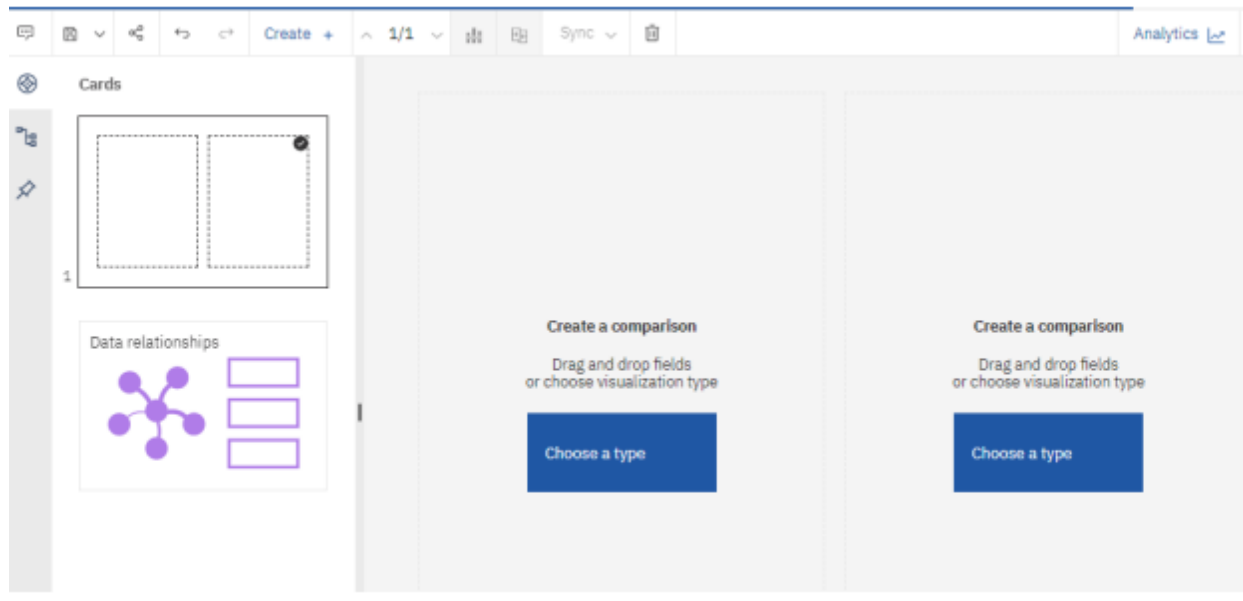 Create +
1/1
Sync
Analytics
Cards
1
Data relationships
Create a comparison
Drag and drop fields
or choose visualization type
Choose a type
Create a comparison
Drag and drop fields
or choose visualization type
Choose a type